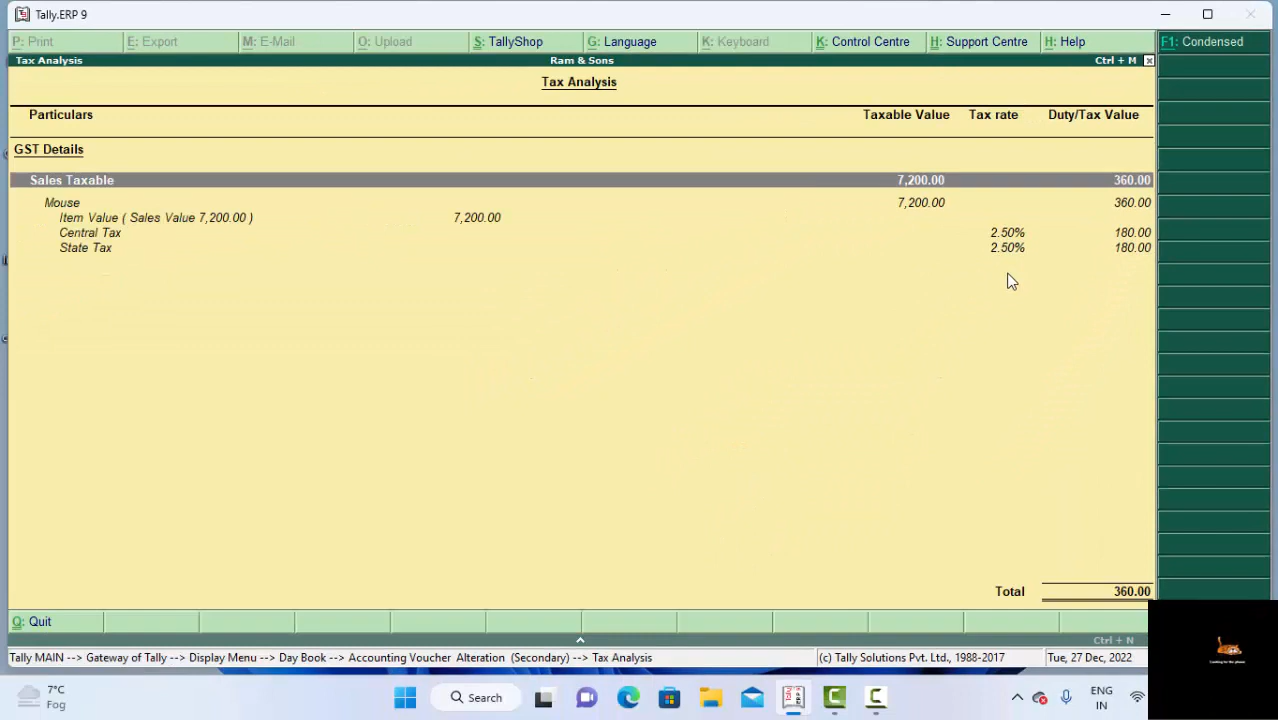 Tally.ERP 9
P: Print E: Export M: E-Mail O: Upload S: TallyShop G: Language K: Keyboard K: Control Centre H: Support Centre H: Help F1: Condensed
Tax Analysis Ram & Sons Ctrl + M
Tax Analysis
Particulars Taxable Value Tax rate Duty/Tax Value
GST Details
Sales Taxable 7,200.00 360.00
Mouse 7,200.00 360.00
Item Value ( Sales Value 7,200.00 ) 7,200.00
Central Tax 2.50% 180.00
State Tax 2.50% 180.00
Total 360.00
Q: Quit
Ctrl + N
Tally MAIN --> Gateway of Tally --> Display Menu --> Day Book --> Accounting Voucher Alteration (Secondary) --> Tax Analysis (c) Tally Solutions Pvt. Ltd., 1988-2017 Tue, 27 Dec, 2022
7°C
Fog
Search
ENG
IN